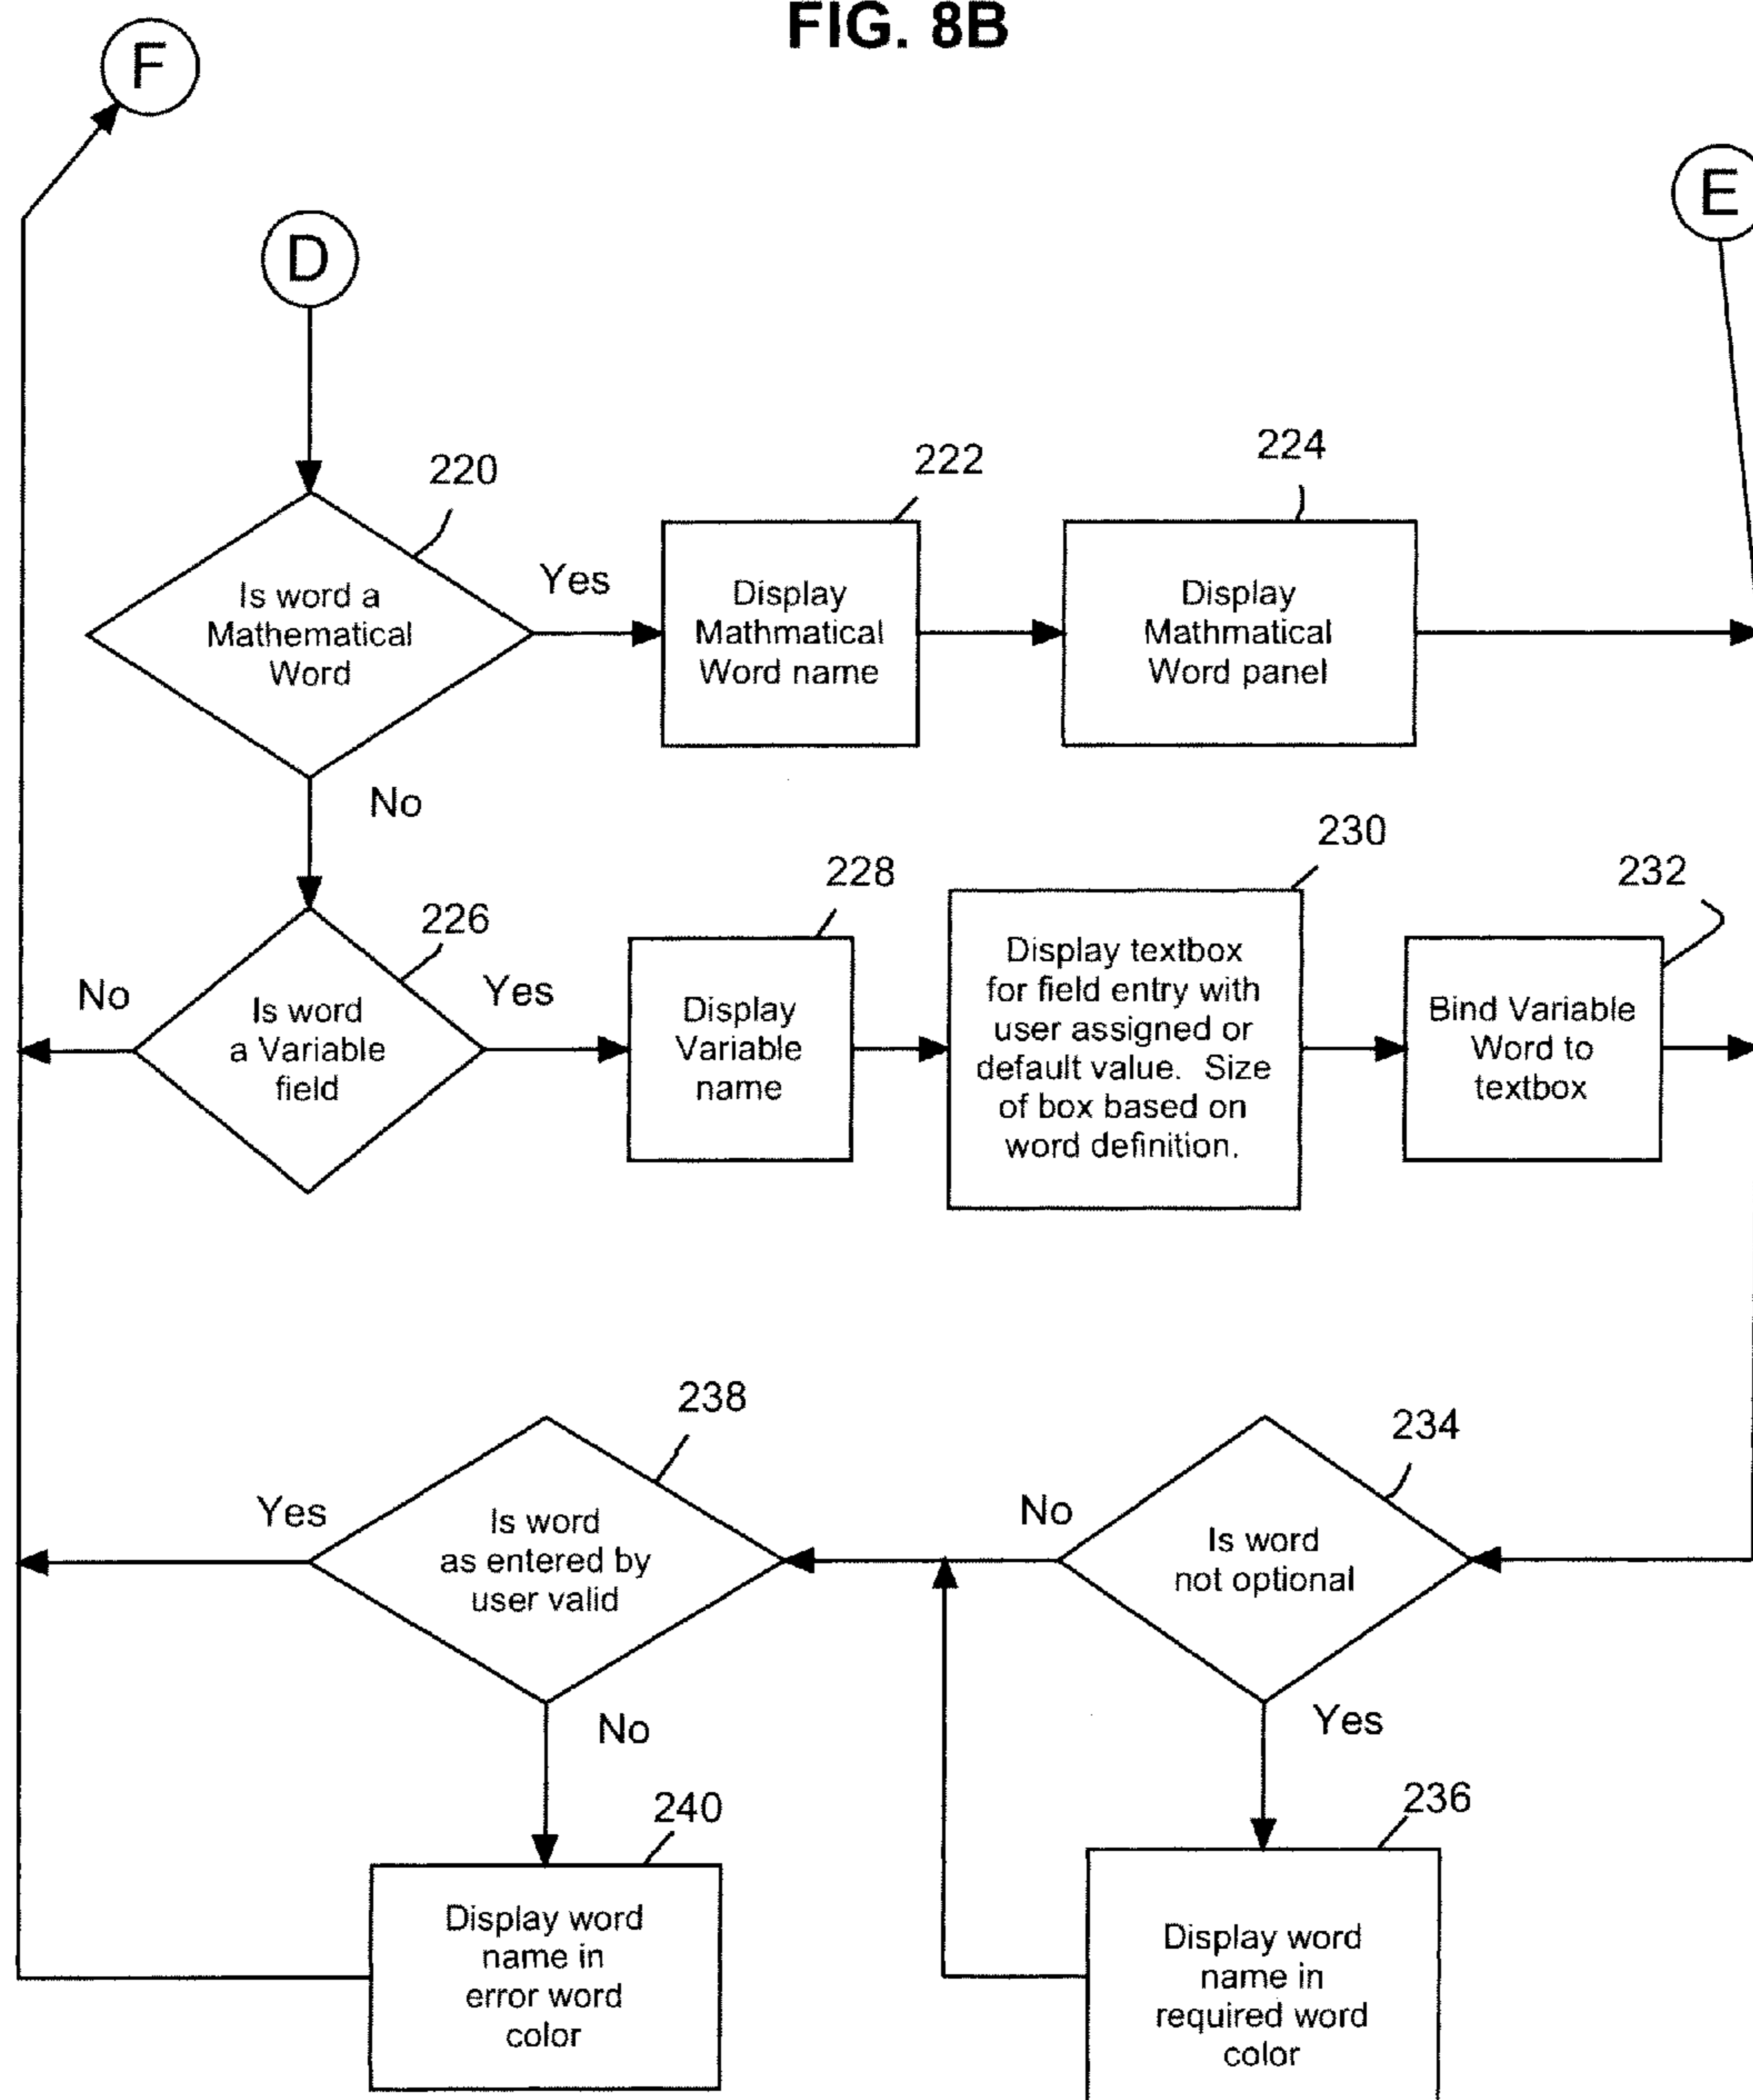 FIG. 8B
F
E
D
220
222
224
Is word a
Mathematical
Word
Yes
Display
Mathmatical
Word name
Display
Mathmatical
Word panel
No
226
228
230
232
No
Is word
a Variable
field
Yes
Display
Variable
name
Display textbox
for field entry with
user assigned or
default value. Size
of box based on
word definition.
Bind Variable
Word to
textbox
238
234
Yes
Is word
as entered by
user valid
No
Is word
not optional
No
Yes
240
236
Display word
name in
error word
color
Display word
name in
required word
color